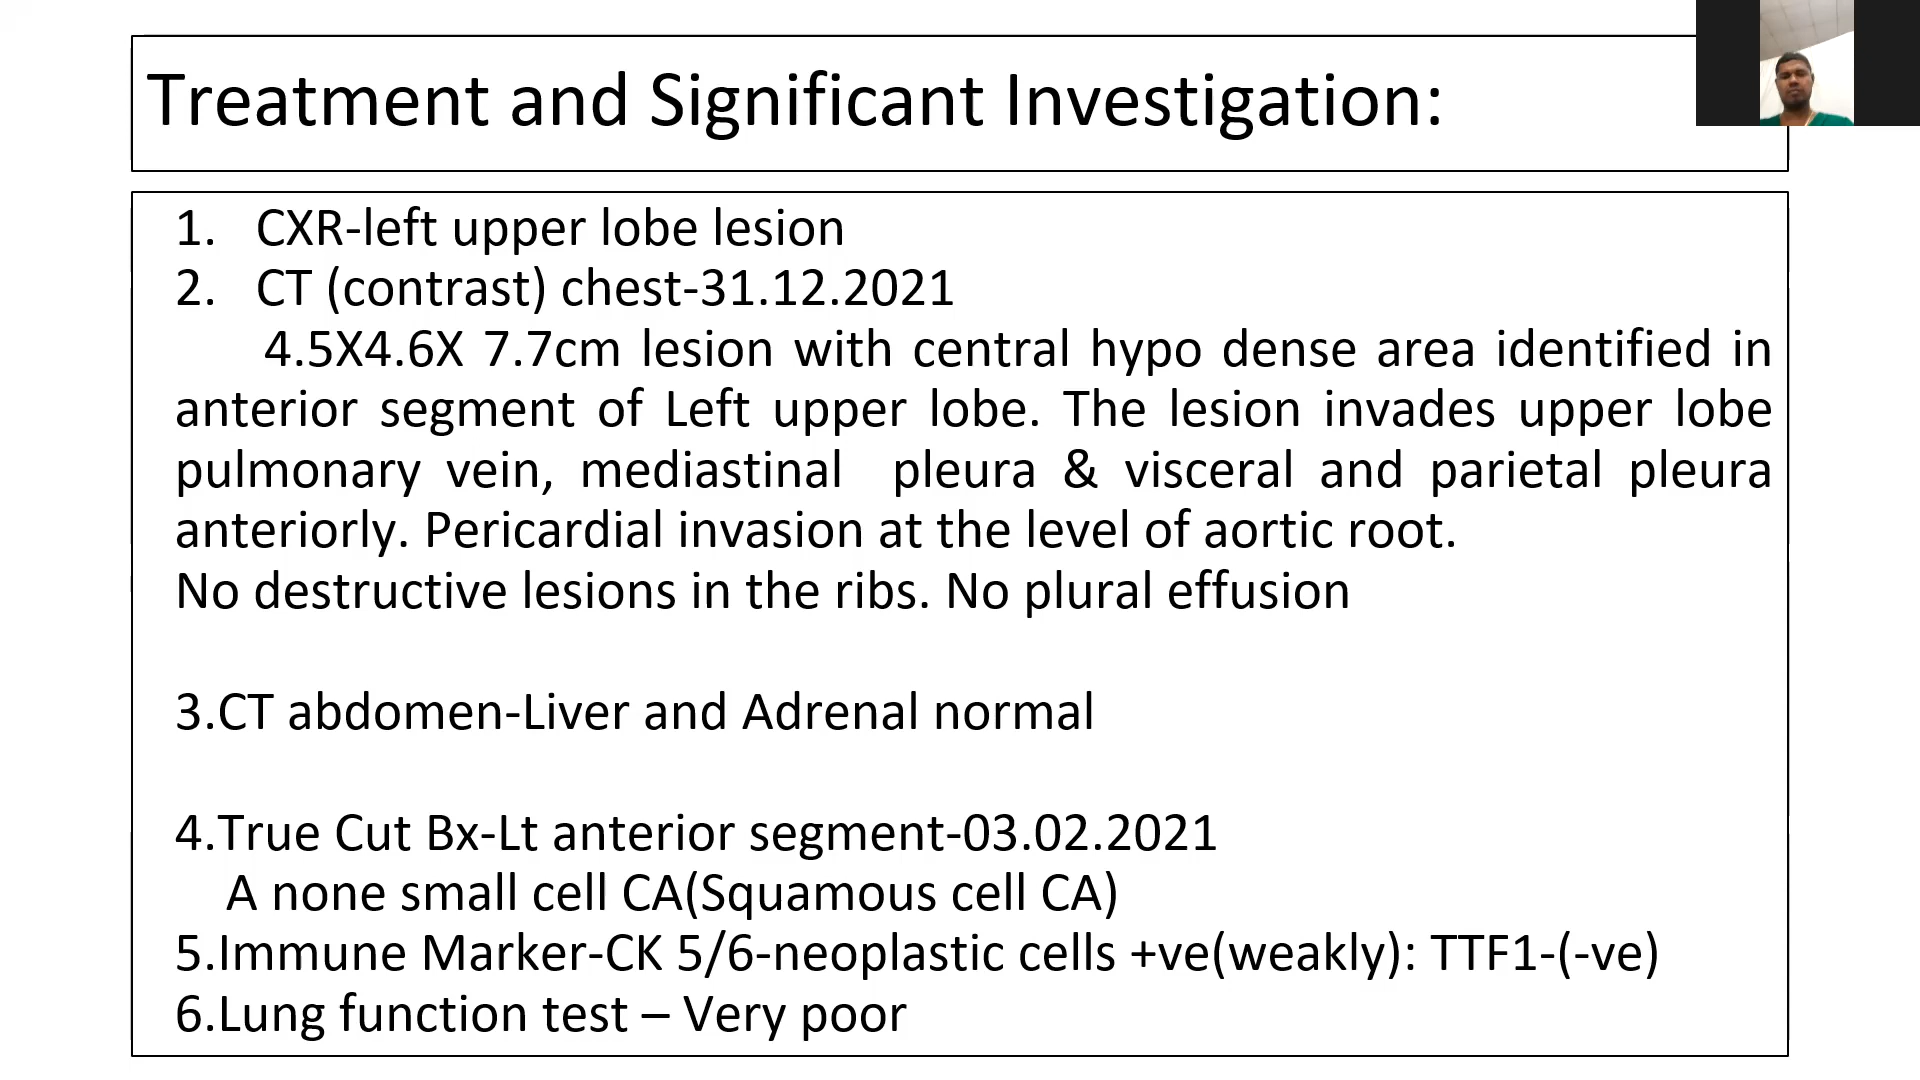 Treatment and Significant Investigation:
1. CXR-left upper lobe lesion
2. CT (contrast) chest-31.12.2021
4.5X4.6X 7.7cm lesion with central hypo dense area identified in
anterior segment of Left upper lobe. The lesion invades upper lobe
pulmonary vein, mediastinal pleura & visceral and parietal pleura
anteriorly. Pericardial invasion at the level of aortic root.
No destructive lesions in the ribs. No plural effusion
3.CT abdomen-Liver and Adrenal normal
4.True Cut Bx-Lt anterior segment-03.02.2021
A none small cell CA(Squamous cell CA)
5.Immune Marker-CK 5/6-neoplastic cells +ve(weakly): TTF1-(-ve)
6.Lung function test – Very poor